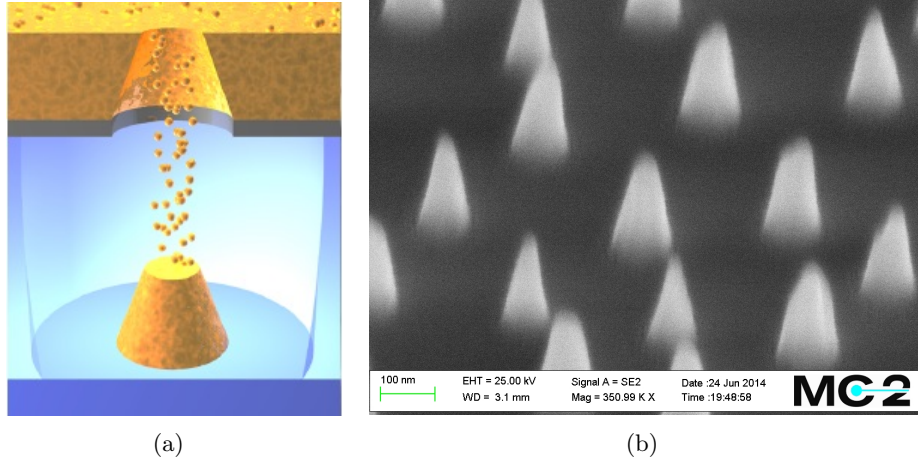 100 nm
EHT = 25.00 kV
Signal A = SE2
Date :24 Jun 2014
WD = 3.1 mm
Mag = 350.99 K X
Time :19:48:58
MC2
(a)
(b)